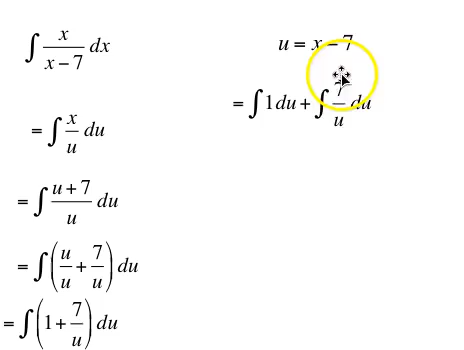 ∫ x/(x − 7) dx
= ∫ x/u du
= ∫ (u + 7)/u du
= ∫ (u/u + 7/u) du
= ∫ (1 + 7/u) du
u = x − 7
= ∫ 1 du + ∫ 7/u du